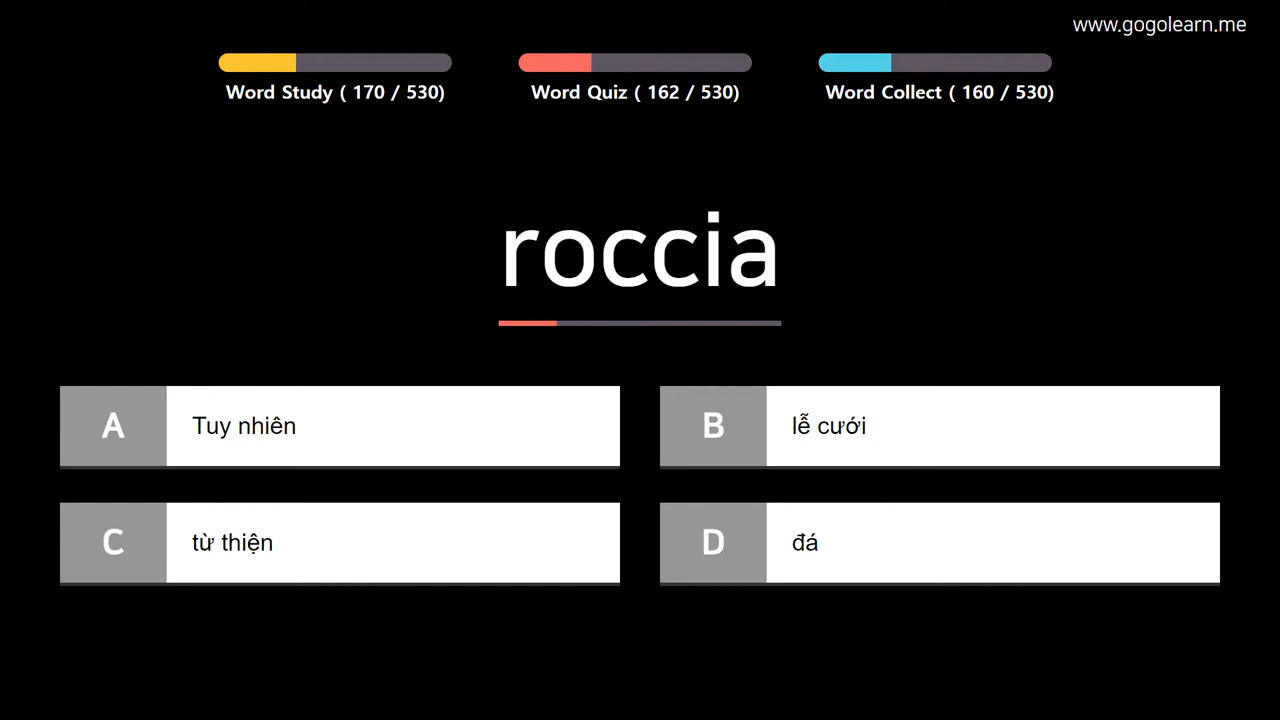 www.gogolearn.me
Word Study ( 170 / 530)
Word Quiz ( 162 / 530)
Word Collect ( 160 / 530)
roccia
A
Tuy nhiên
B
lễ cưới
C
từ thiện
D
đá